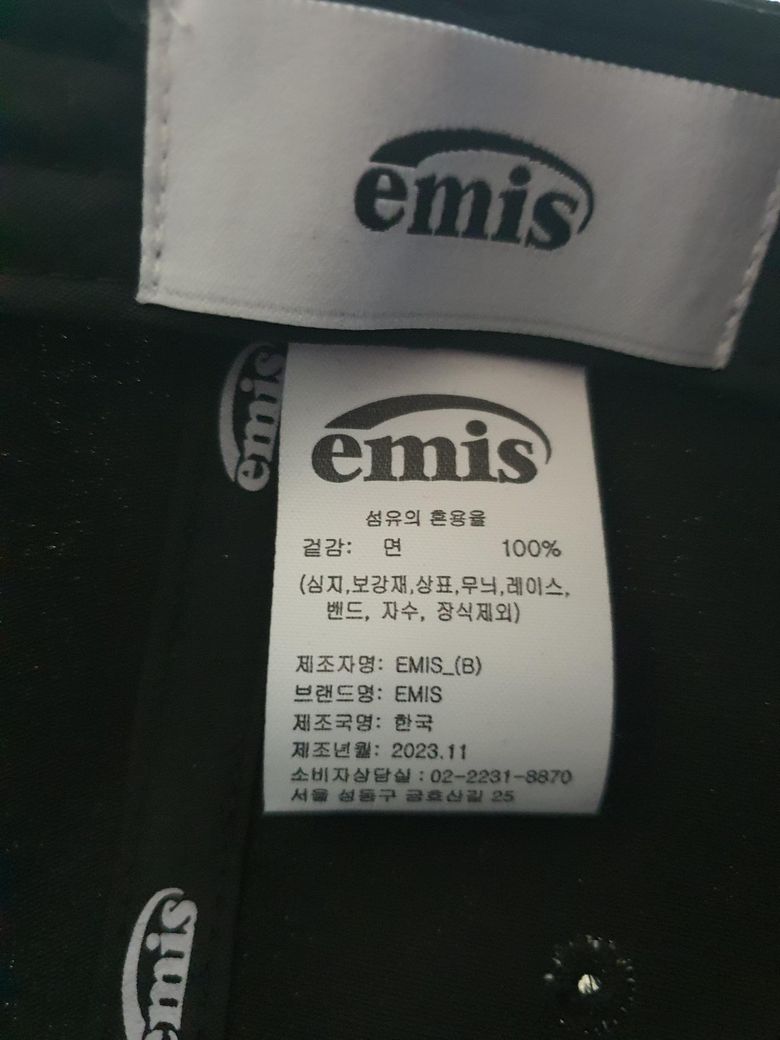 emis
emis
emis
섬유의 혼용율
겉감: 면 100%
(심지,보강재,상표,무늬,레이스,
밴드, 자수, 장식제외)
제조자명: EMIS_(B)
브랜드명: EMIS
제조국명: 한국
제조년월: 2023.11
소비자상담실 : 02-2231-8870
서울 성동구 금호산길 25
emis